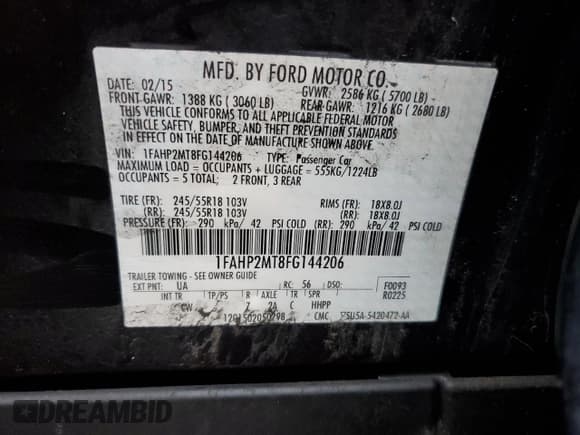 MFD. BY FORD MOTOR CO.
DATE: 02/15 GVWR: 2586 KG (5700 LB)
FRONT GAWR: 1388 KG (3060 LB) REAR GAWR: 1216 KG (2680 LB)
THIS VEHICLE CONFORMS TO ALL APPLICABLE FEDERAL MOTOR
VEHICLE SAFETY, BUMPER, AND THEFT PREVENTION STANDARDS
IN EFFECT ON THE DATE OF MANUFACTURE SHOWN ABOVE.
VIN: 1FAHP2MT8FG144206 TYPE: Passenger Car
MAXIMUM LOAD = OCCUPANTS + LUGGAGE = 555KG/1224LB
OCCUPANTS = 5 TOTAL; 2 FRONT, 3 REAR
TIRE (FR): 245/55R18 103V RIMS (FR): 18X8.0J
(RR): 245/55R18 103V (RR): 18X8.0J
PRESSURE (FR): 290 kPa/ 42 PSI COLD (RR): 290 kPa/ 42 PSI COLD
1FAHP2MT8FG144206
TRAILER TOWING - SEE OWNER GUIDE
EXT PNT: UA RC: 56 DSO: F0093
INT TR TP/PS R AXLE TR SPR R0225
CW Z 2A C HHPP
CMC
DREAMBID